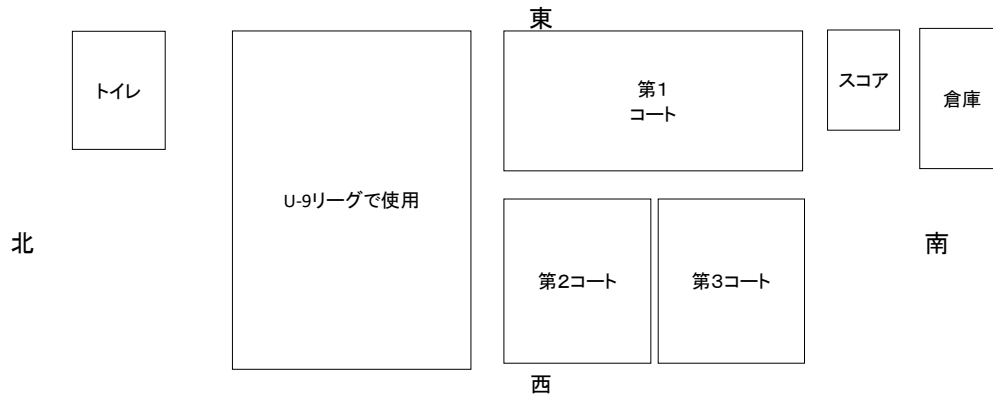 東
トイレ
第１
コート
スコア
倉庫
U-9リーグで使用
北
南
第２コート
第３コート
西